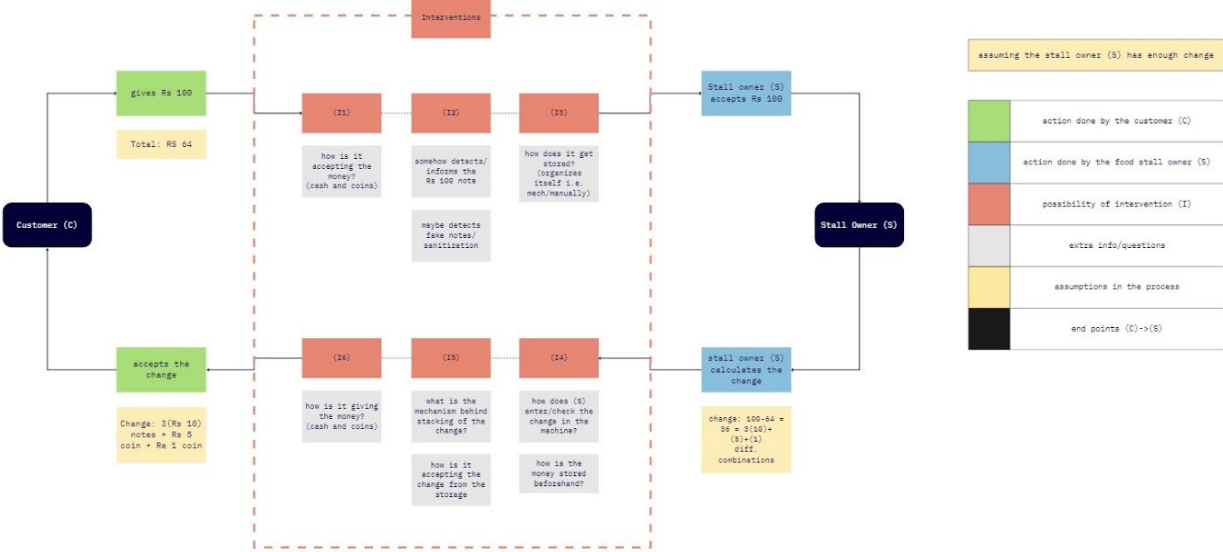 Interventions
gives Rs 100
Total: RS 64
(I1)
how is it
accepting the
money?
(cash and coins)
(I2)
somehow detects/
informs the
Rs 100 note
maybe detects
fake notes/
sanitization
(I3)
how does it get
stored?
(organizes
itself i.e.
mech/manually)
Stall owner (S)
accepts Rs 100
Customer (C)
Stall Owner (S)
accepts the
change
Change: 3(Rs 10)
notes + Rs 5
coin + Re 1 coin
(I6)
how is it giving
the money?
(cash and coins)
(I5)
what is the
mechanism behind
stacking of the
change?
how is it
accepting the
change from the
storage
(I4)
how does (S)
enter/check the
change in the
machine?
how is the
money stored
beforehand?
stall owner (S)
calculates the
change
change: 100-64 =
36 = 3(10)+
(5)+(1)
diff.
combinations
assuming the stall owner (S) has enough change
action done by the customer (C)
action done by the food stall owner (S)
possibility of intervention (I)
extra info/questions
assumptions in the process
end points (C)->(S)